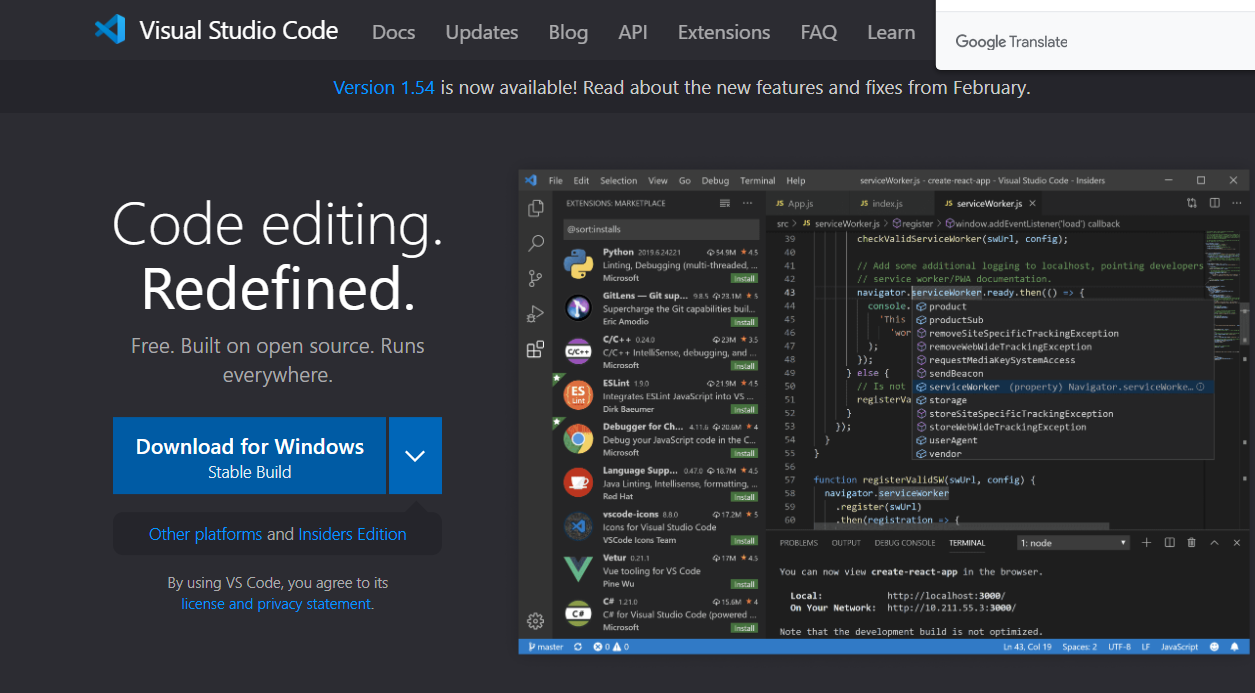 Visual Studio Code Docs Updates Blog API Extensions FAQ Learn
Google Translate
Version 1.54 is now available! Read about the new features and fixes from February.
Code editing.
Redefined.
Free. Built on open source. Runs
everywhere.
Download for Windows
Stable Build
Other platforms and Insiders Edition
By using VS Code, you agree to its
license and privacy statement.
File Edit Selection View Go Debug Terminal Help serviceWorker.js - create-react-app - Visual Studio Code - Insiders
EXTENSIONS: MARKETPLACE
@sort:installs
Python 2019.6.24221 54.9M 4.5
Linting, Debugging (multi-threaded, ...
Microsoft Install
GitLens — Git sup... 9.8.5 23.1M 5
Supercharge the Git capabilities buil...
Eric Amodio Install
C/C++ 0.24.0 23M 3.5
C/C++ IntelliSense, debugging, and ...
Microsoft Install
ESLint 1.9.0 21.9M 4.5
Integrates ESLint JavaScript into VS ...
Dirk Baeumer Install
Debugger for Ch... 4.11.6 20.6M 4
Debug your JavaScript code in the C...
Microsoft Install
Language Supp... 0.47.0 18.7M 4.5
Java Linting, Intellisense, formatting, ...
Red Hat Install
vscode-icons 8.8.0 17.2M 5
Icons for Visual Studio Code
VSCode Icons Team Install
Vetur 0.21.1 17M 4.5
Vue tooling for VS Code
Pine Wu Install
C# 1.21.0 15.6M 4
C# for Visual Studio Code (powered ...
Microsoft Install
JS App.js JS index.js JS serviceWorker.js
src > JS serviceWorker.js > register > window.addEventListener('load') callback
39 checkValidServiceWorker(swUrl, config);
40
41 // Add some additional logging to localhost, pointing developers
42 // service worker/PWA documentation.
43 navigator.serviceWorker.ready.then(() => {
44 console.
45 'This
46 'wor
47 );
48 });
49 } else {
50 // Is not
51 registerVa
52 }
53 });
54 }
55 }
56
57 function registerValidSW(swUrl, config) {
58 navigator.serviceWorker
59 .register(swUrl)
60 .then(registration => {
product
productSub
removeSiteSpecificTrackingException
removeWebWideTrackingException
requestMediaKeySystemAccess
sendBeacon
serviceWorker (property) Navigator.serviceWorke...
storage
storeSiteSpecificTrackingException
storeWebWideTrackingException
userAgent
vendor
PROBLEMS OUTPUT DEBUG CONSOLE TERMINAL 1: node
You can now view create-react-app in the browser.
Local: http://localhost:3000/
On Your Network: http://10.211.55.3:3000/
Note that the development build is not optimized.
master 0 0 Ln 43, Col 19 Spaces: 2 UTF-8 LF JavaScript